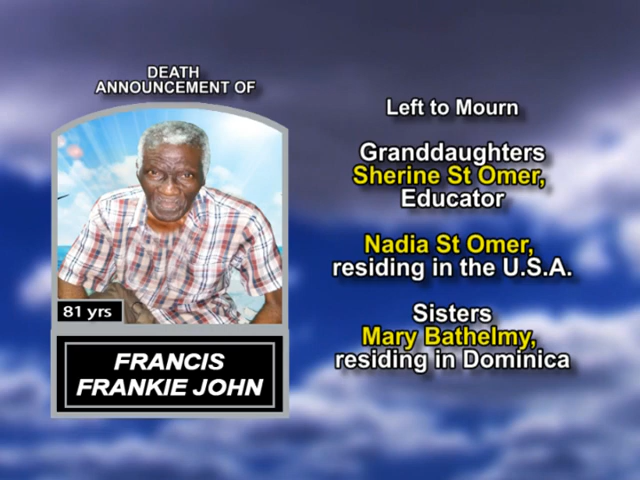 DEATH
ANNOUNCEMENT OF
81 yrs
FRANCIS
FRANKIE JOHN
Left to Mourn
Granddaughters
Sherine St Omer,
Educator
Nadia St Omer,
residing in the U.S.A.
Sisters
Mary Bathelmy,
residing in Dominica